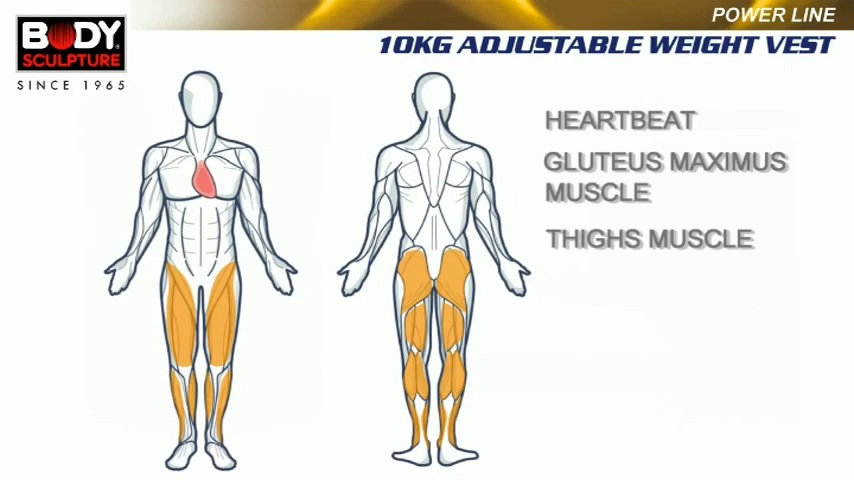 POWER LINE
10KG ADJUSTABLE WEIGHT VEST
BODY
SCULPTURE®
SINCE 1965
HEARTBEAT
GLUTEUS MAXIMUS
MUSCLE
THIGHS MUSCLE